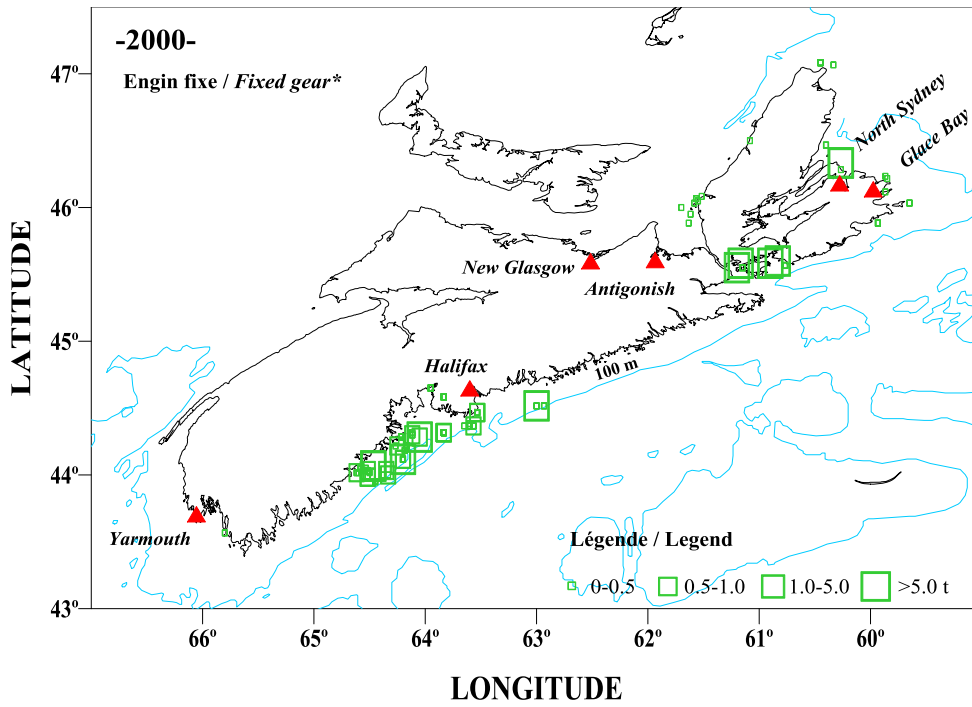 -2000-
Engin fixe / Fixed gear*
47º
46º
45º
44º
43º
LATITUDE
North Sydney
Glace Bay
New Glasgow
Antigonish
Halifax
100 m
Yarmouth
Légende / Legend
0-0.5 0.5-1.0 1.0-5.0 >5.0 t
66º 65º 64º 63º 62º 61º 60º
LONGITUDE